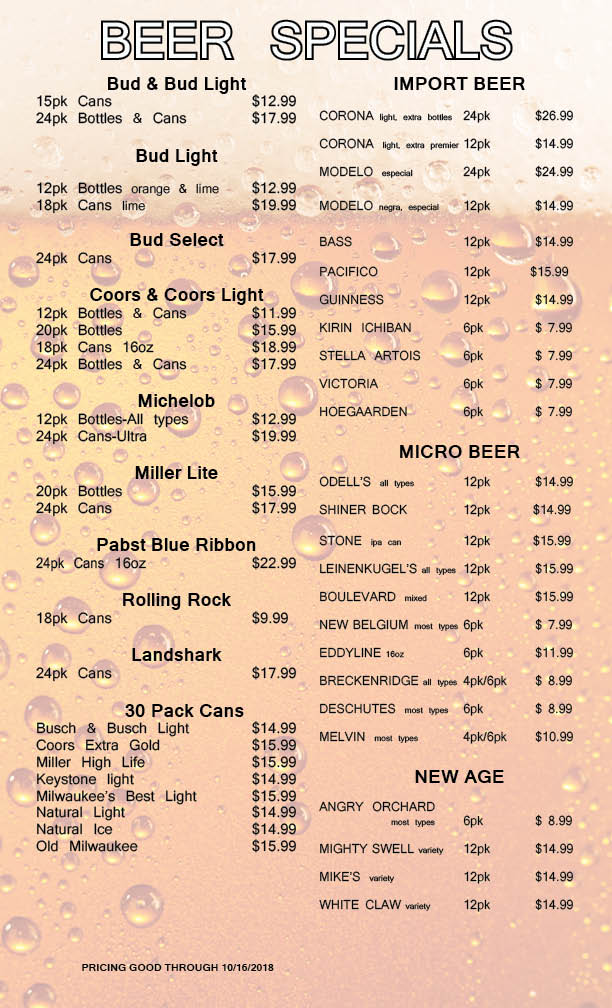 BEER SPECIALS
Bud & Bud Light
15pk Cans $12.99
24pk Bottles & Cans $17.99
Bud Light
12pk Bottles orange & lime $12.99
18pk Cans lime $19.99
Bud Select
24pk Cans $17.99
Coors & Coors Light
12pk Bottles & Cans $11.99
20pk Bottles $15.99
18pk Cans 16oz $18.99
24pk Bottles & Cans $17.99
Michelob
12pk Bottles-All types $12.99
24pk Cans-Ultra $19.99
Miller Lite
20pk Bottles $15.99
24pk Cans $17.99
Pabst Blue Ribbon
24pk Cans 16oz $22.99
Rolling Rock
18pk Cans $9.99
Landshark
24pk Cans $17.99
30 Pack Cans
Busch & Busch Light $14.99
Coors Extra Gold $15.99
Miller High Life $15.99
Keystone light $14.99
Milwaukee's Best Light $15.99
Natural Light $14.99
Natural Ice $14.99
Old Milwaukee $15.99
IMPORT BEER
CORONA light, extra bottles 24pk $26.99
CORONA light, extra premier 12pk $14.99
MODELO especial 24pk $24.99
MODELO negra, especial 12pk $14.99
BASS 12pk $14.99
PACIFICO 12pk $15.99
GUINNESS 12pk $14.99
KIRIN ICHIBAN 6pk $ 7.99
STELLA ARTOIS 6pk $ 7.99
VICTORIA 6pk $ 7.99
HOEGAARDEN 6pk $ 7.99
MICRO BEER
ODELL'S all types 12pk $14.99
SHINER BOCK 12pk $14.99
STONE ipa can 12pk $15.99
LEINENKUGEL'S all types 12pk $15.99
BOULEVARD mixed 12pk $15.99
NEW BELGIUM most types 6pk $ 7.99
EDDYLINE 16oz 6pk $11.99
BRECKENRIDGE all types 4pk/6pk $ 8.99
DESCHUTES most types 6pk $ 8.99
MELVIN most types 4pk/6pk $10.99
NEW AGE
ANGRY ORCHARD
most types 6pk $ 8.99
MIGHTY SWELL variety 12pk $14.99
MIKE'S variety 12pk $14.99
WHITE CLAW variety 12pk $14.99
PRICING GOOD THROUGH 10/16/2018